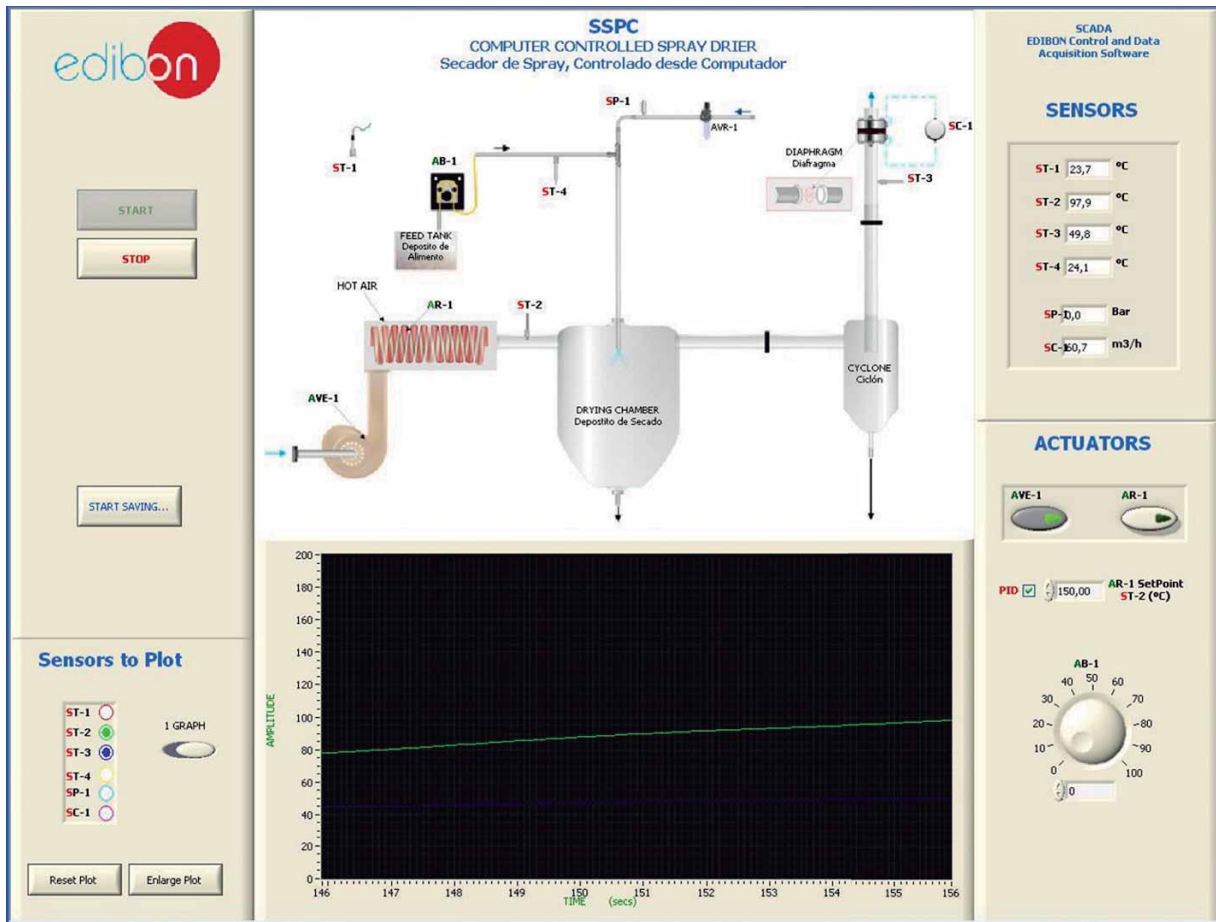 edibon
START
STOP
START SAVING...
Sensors to Plot
ST-1
ST-2
ST-3
ST-4
SP-1
SC-1
1 GRAPH
Reset Plot
Enlarge Plot
SSPC
COMPUTER CONTROLLED SPRAY DRIER
Secador de Spray, Controlado desde Computador
SP-1
AVR-1
SC-1
ST-1
AB-1
ST-4
DIAPHRAGM
Diafragma
ST-3
FEED TANK
Deposito de
Alimento
HOT AIR
AR-1
ST-2
CYCLONE
Ciclón
AVE-1
DRYING CHAMBER
Depostito de Secado
AMPLITUDE
200
180
160
140
120
100
80
60
40
20
0
146 147 148 149 150 151 152 153 154 155 156
TIME (secs)
SCADA
EDIBON Control and Data
Acquisition Software
SENSORS
ST-1 23,7 ºC
ST-2 97,9 ºC
ST-3 49,8 ºC
ST-4 24,1 ºC
SP-1 0,0 Bar
SC-1 60,7 m3/h
ACTUATORS
AVE-1 AR-1
PID 150,00 AR-1 SetPoint
ST-2 (ºC)
AB-1
0 10 20 30 40 50 60 70 80 90 100
0